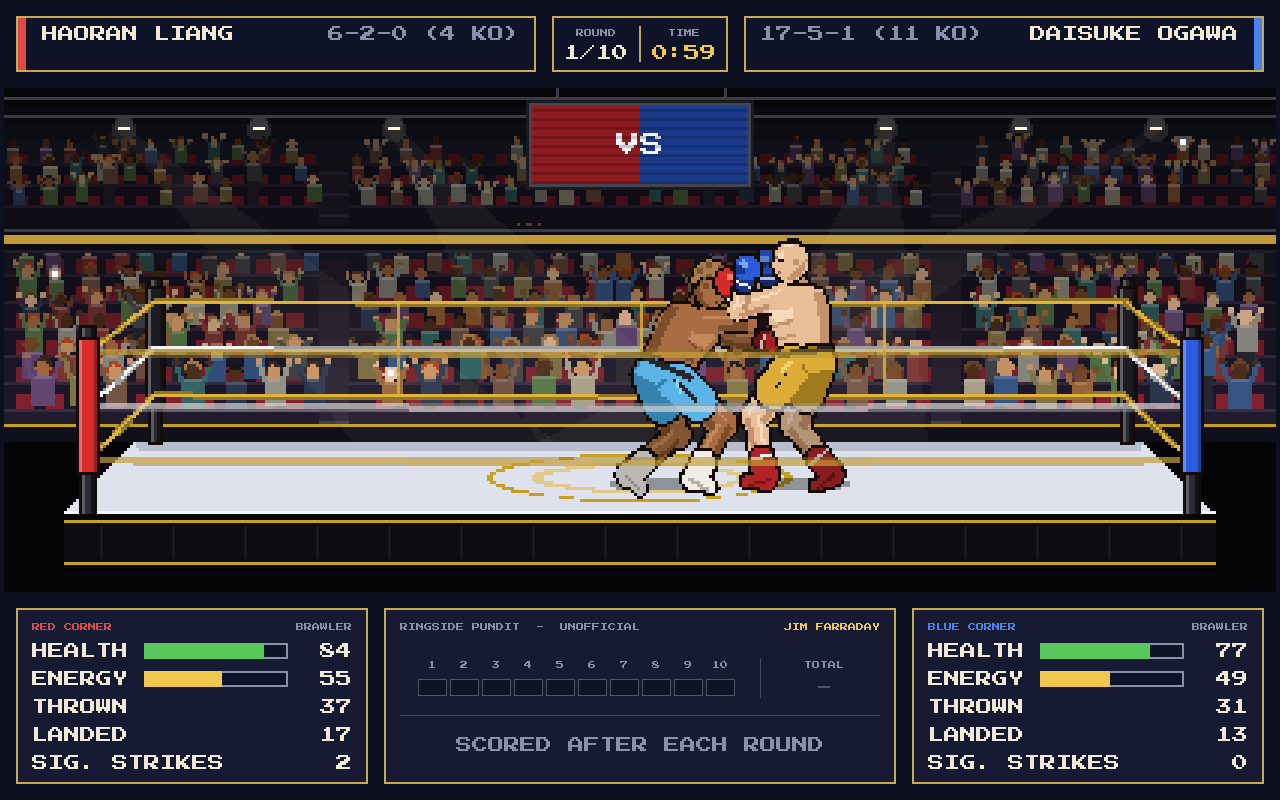 HAORAN LIANG 6-2-0 (4 KO)
ROUND TIME
1/10 0:59
17-5-1 (11 KO) DAISUKE OGAWA
VS
RED CORNER BRAWLER
HEALTH 84
ENERGY 55
THROWN 37
LANDED 17
SIG. STRIKES 2
RINGSIDE PUNDIT - UNOFFICIAL JIM FARRADAY
1 2 3 4 5 6 7 8 9 10 TOTAL
—
SCORED AFTER EACH ROUND
BLUE CORNER BRAWLER
HEALTH 77
ENERGY 49
THROWN 31
LANDED 13
SIG. STRIKES 0